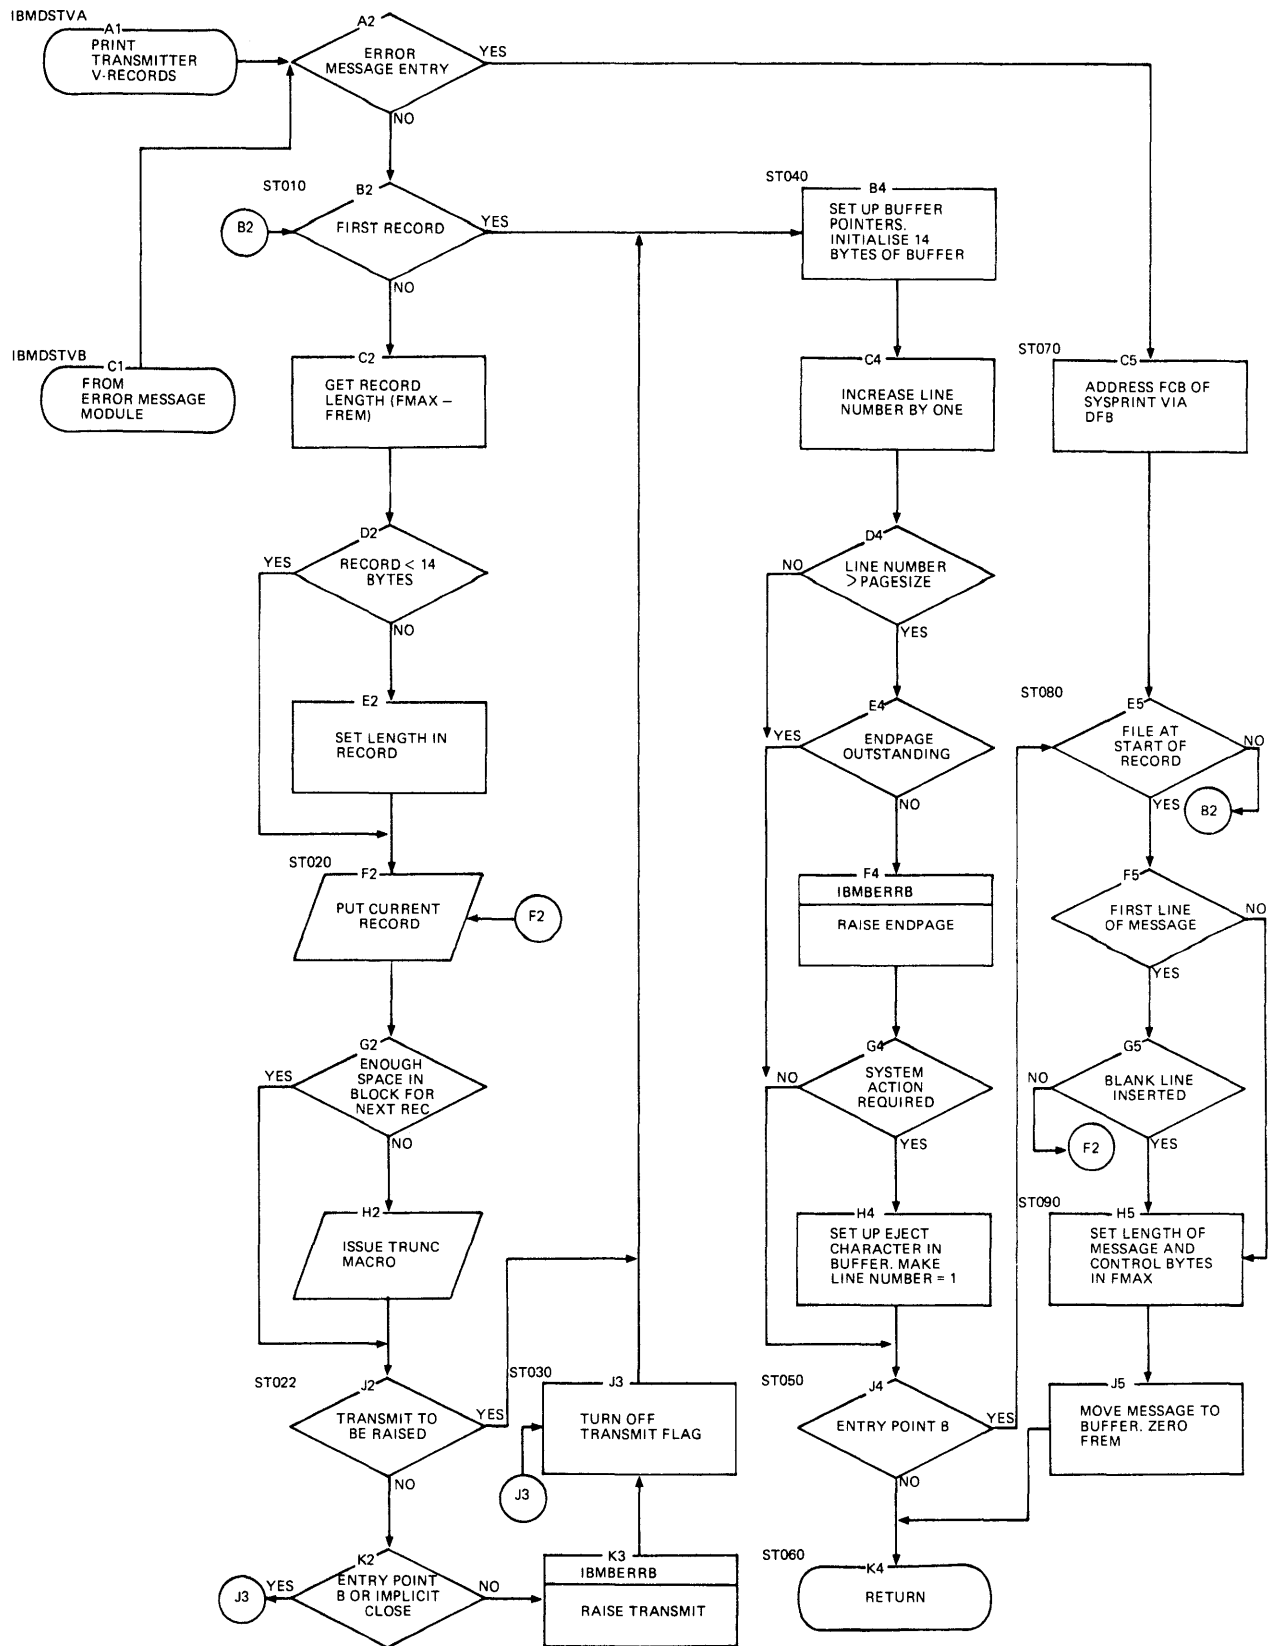 IBMDSTVA
A1
PRINT
TRANSMITTER
V-RECORDS
A2
ERROR
MESSAGE ENTRY
YES
NO
ST010
B2
B2
FIRST RECORD
YES
NO
ST040
B4
SET UP BUFFER
POINTERS.
INITIALISE 14
BYTES OF BUFFER
IBMDSTVB
C1
FROM
ERROR MESSAGE
MODULE
C2
GET RECORD
LENGTH (FMAX –
FREM)
C4
INCREASE LINE
NUMBER BY ONE
ST070
C5
ADDRESS FCB OF
SYSPRINT VIA
DFB
D2
YES
RECORD < 14
BYTES
NO
D4
NO
LINE NUMBER
> PAGESIZE
YES
E2
SET LENGTH IN
RECORD
E4
YES
ENDPAGE
OUTSTANDING
NO
ST080
E5
FILE AT
START OF
RECORD
NO
YES
B2
ST020
F2
PUT CURRENT
RECORD
F2
F4
IBMBERRB
RAISE ENDPAGE
F5
FIRST LINE
OF MESSAGE
NO
YES
G2
YES
ENOUGH
SPACE IN
BLOCK FOR
NEXT REC
NO
G4
NO
SYSTEM
ACTION
REQUIRED
YES
G5
NO
BLANK LINE
INSERTED
YES
F2
H2
ISSUE TRUNC
MACRO
H4
SET UP EJECT
CHARACTER IN
BUFFER. MAKE
LINE NUMBER = 1
ST090
H5
SET LENGTH OF
MESSAGE AND
CONTROL BYTES
IN FMAX
ST022
J2
TRANSMIT TO
BE RAISED
YES
NO
ST030
J3
TURN OFF
TRANSMIT FLAG
J3
ST050
J4
ENTRY POINT B
YES
NO
J5
MOVE MESSAGE TO
BUFFER. ZERO
FREM
K2
J3
YES
ENTRY POINT
B OR IMPLICIT
CLOSE
NO
K3
IBMBERRB
RAISE TRANSMIT
ST060
K4
RETURN